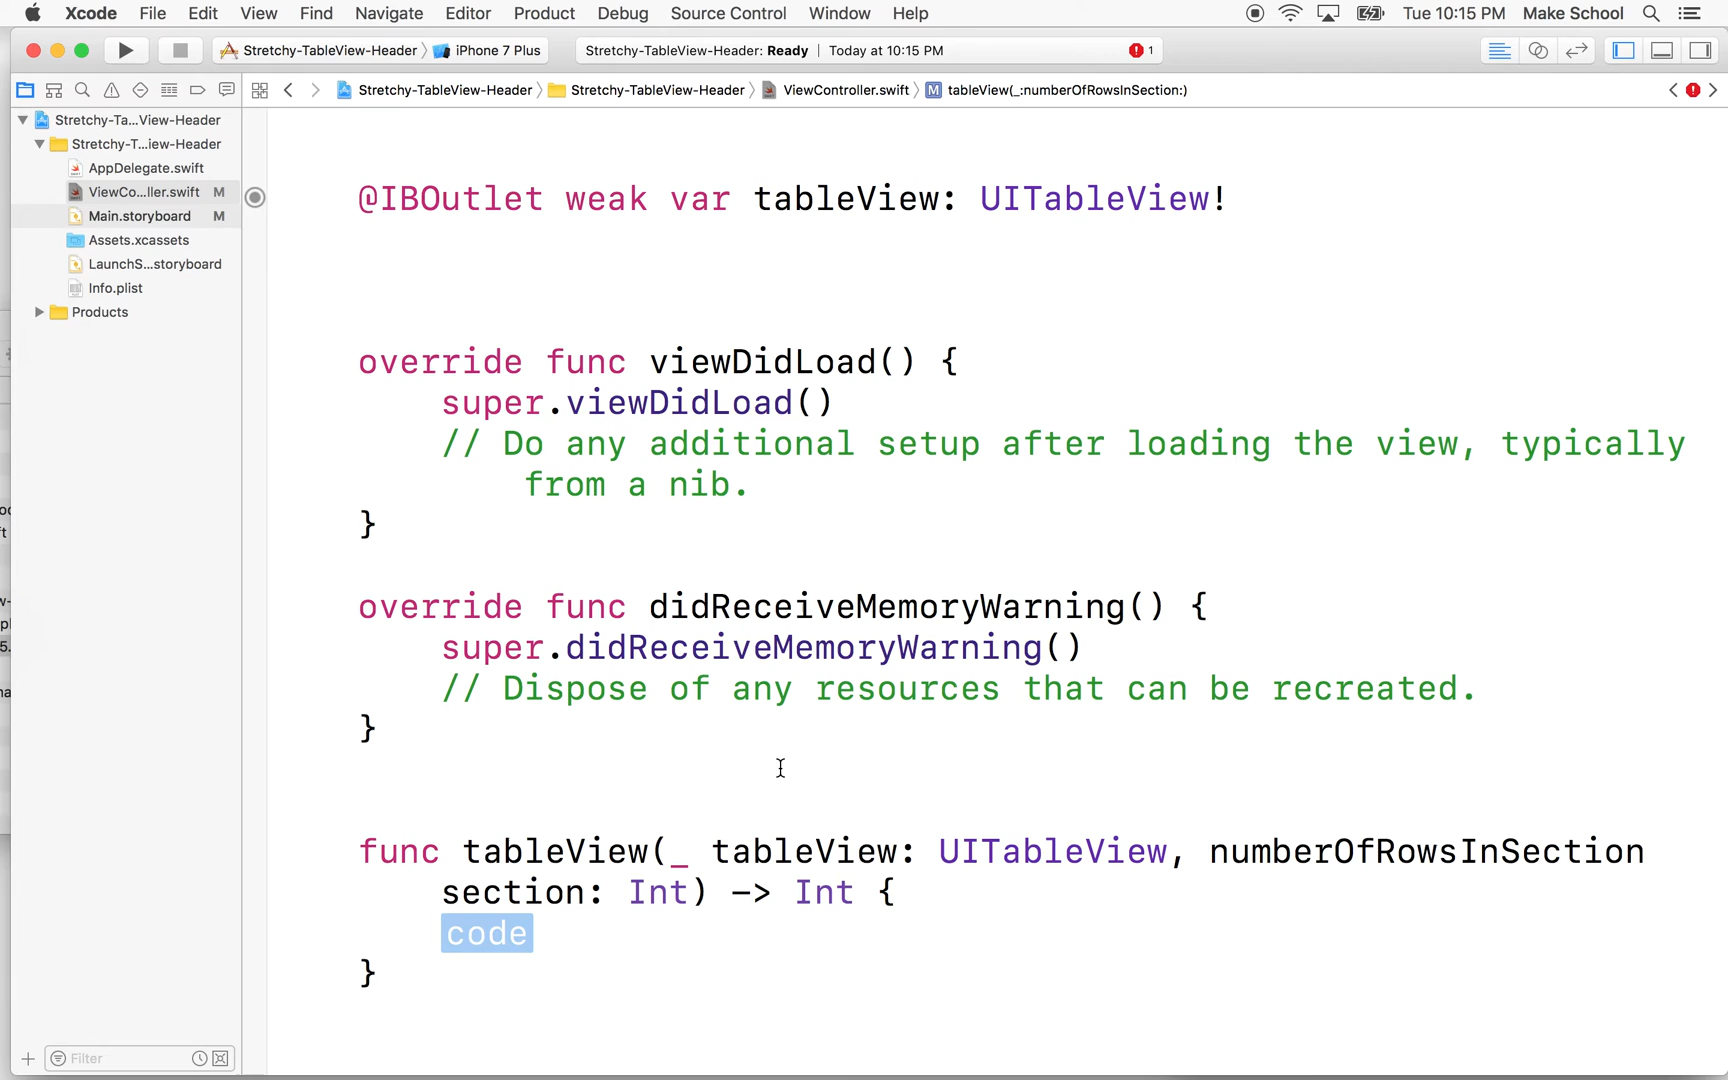 Xcode File Edit View Find Navigate Editor Product Debug Source Control Window Help Tue 10:15 PM Make School
Stretchy-TableView-Header iPhone 7 Plus Stretchy-TableView-Header: Ready | Today at 10:15 PM 1
Stretchy-TableView-Header Stretchy-TableView-Header ViewController.swift M tableView(_:numberOfRowsInSection:)
Stretchy-Ta...View-Header
Stretchy-T...iew-Header
AppDelegate.swift
ViewCo...ller.swift M
Main.storyboard M
Assets.xcassets
LaunchS...storyboard
Info.plist
Products
@IBOutlet weak var tableView: UITableView!
override func viewDidLoad() {
super.viewDidLoad()
// Do any additional setup after loading the view, typically
from a nib.
}
override func didReceiveMemoryWarning() {
super.didReceiveMemoryWarning()
// Dispose of any resources that can be recreated.
}
func tableView(_ tableView: UITableView, numberOfRowsInSection
section: Int) -> Int {
code
}
Filter